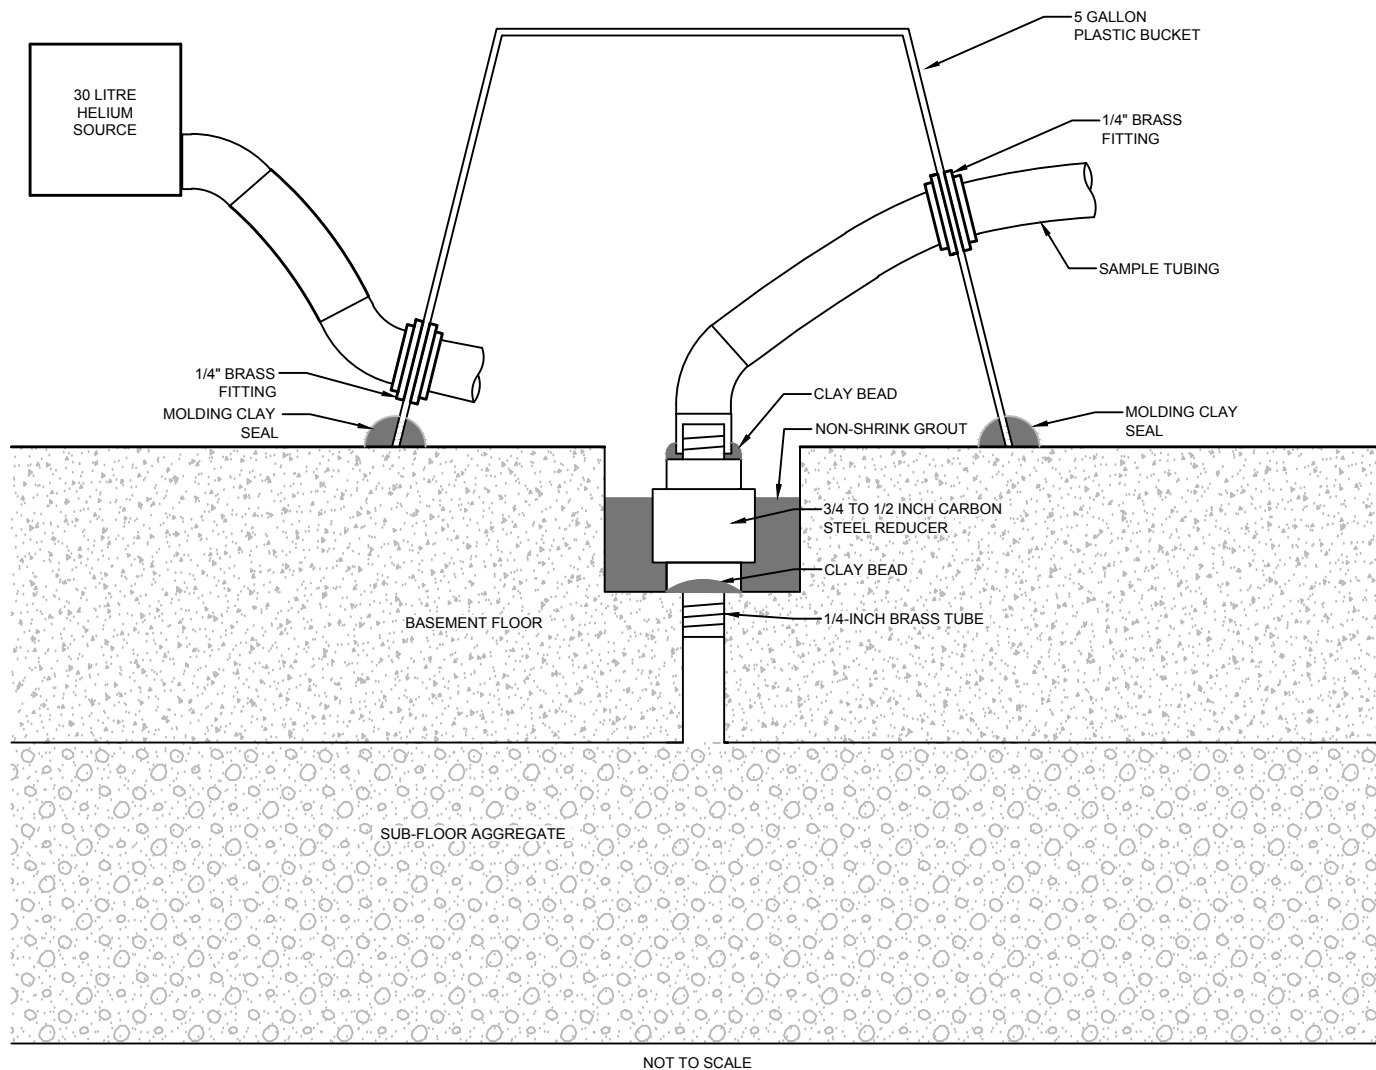 5 GALLON
PLASTIC BUCKET
30 LITRE
HELIUM
SOURCE
1/4" BRASS
FITTING
SAMPLE TUBING
1/4" BRASS
FITTING
MOLDING CLAY
SEAL
CLAY BEAD
MOLDING CLAY
SEAL
NON-SHRINK GROUT
3/4 TO 1/2 INCH CARBON
STEEL REDUCER
CLAY BEAD
1/4-INCH BRASS TUBE
BASEMENT FLOOR
SUB-FLOOR AGGREGATE
NOT TO SCALE